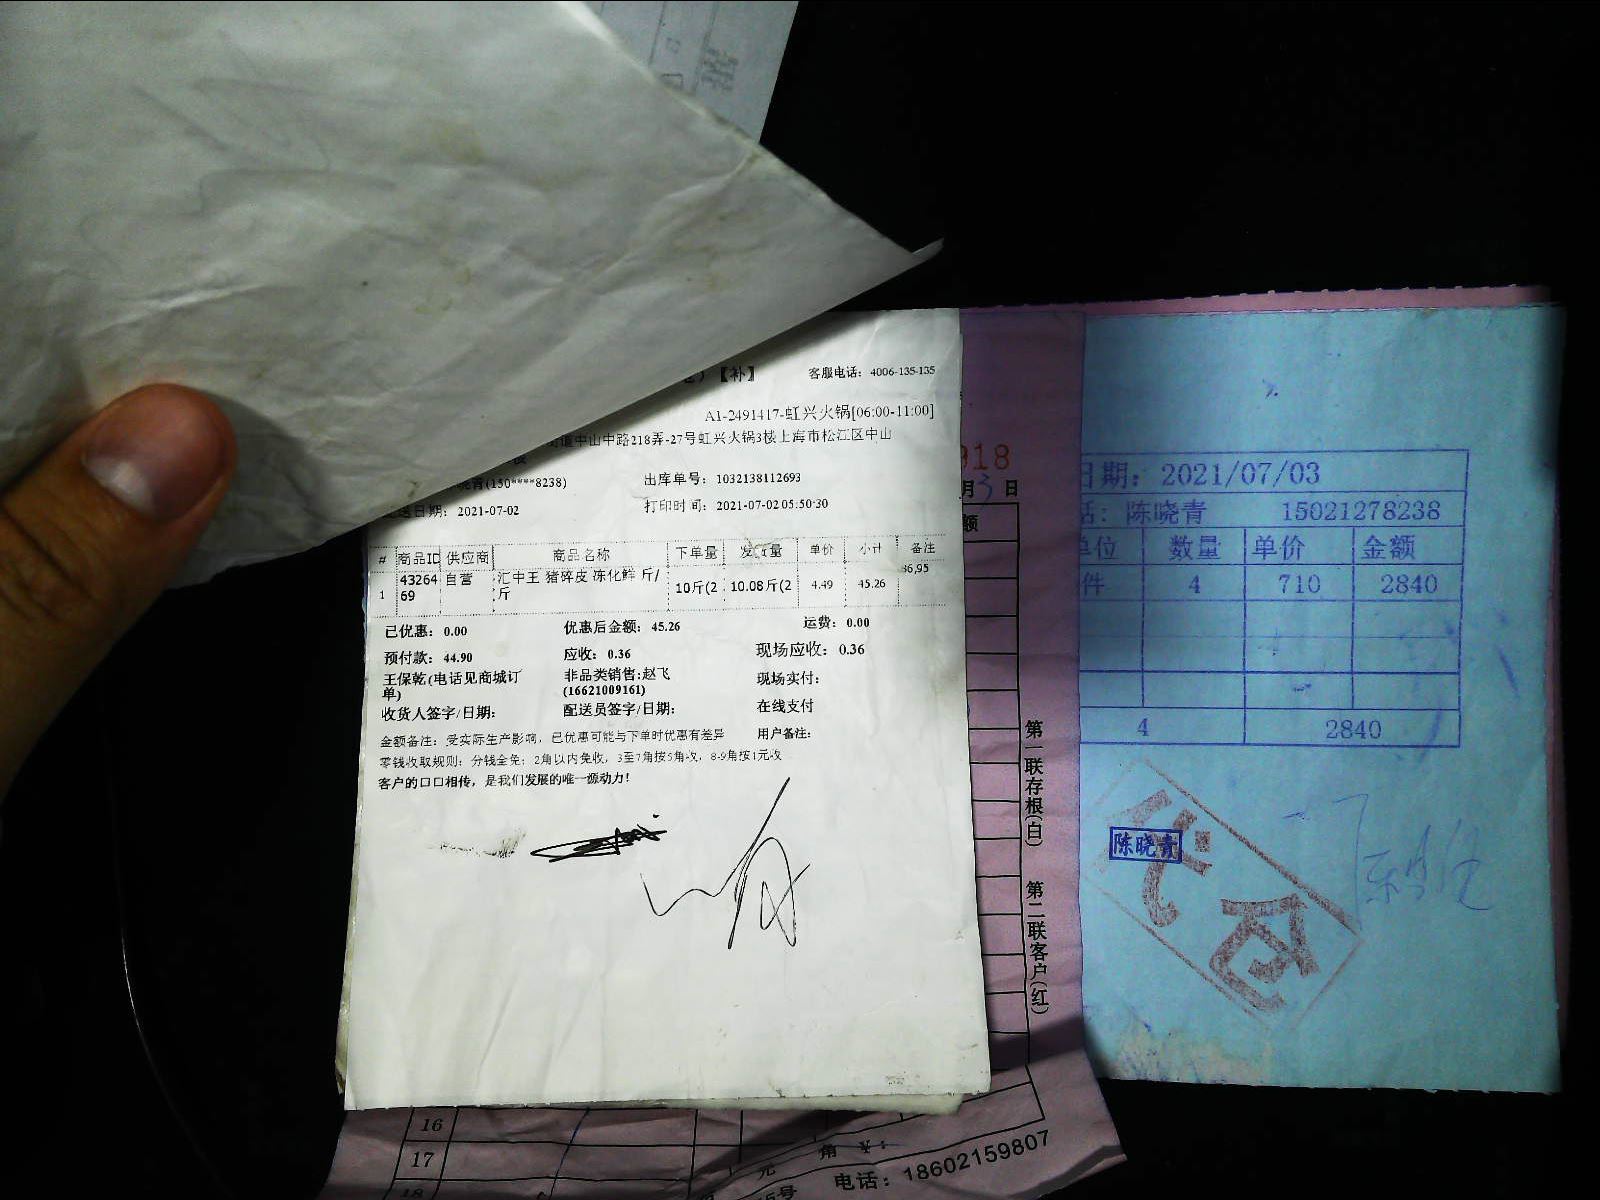 【补】 客服电话：4006-135-135
A1-2491417-虹兴火锅[06:00-11:00]
道中山中路218弄-27号虹兴火锅3楼上海市松江区中山
(150****8238) 出库单号：1032138112693
送日期：2021-07-02 打印时间：2021-07-02 05:50:30
# 商品ID 供应商 商品名称 下单量 发货量 单价 小计 备注
1 4326469 自营 汇中王 猪碎皮 冻化鲜 斤/斤 10斤(2 10.08斤(2 4.49 45.26 36,95
已优惠：0.00 优惠后金额：45.26 运费：0.00
预付款：44.90 应收：0.36 现场应收：0.36
王保乾(电话见商城订单) 非品类销售:赵飞(16621009161) 现场实付：
收货人签字/日期： 配送员签字/日期： 在线支付
金额备注：受实际生产影响，已优惠可能与下单时优惠有差异 用户备注：
零钱收取规则：分钱全免；2角以内免收，3至7角按5角收，8-9角按1元收
客户的口口相传，是我们发展的唯一源动力！
918
月3日
额
第一联存根(白)
第二联客户(红)
16
17
18
元 角 ¥：
5号 电话：18602159807
日期：2021/07/03
话：陈晓青 15021278238
单位 数量 单价 金额
件 4 710 2840
4 2840
陈晓青